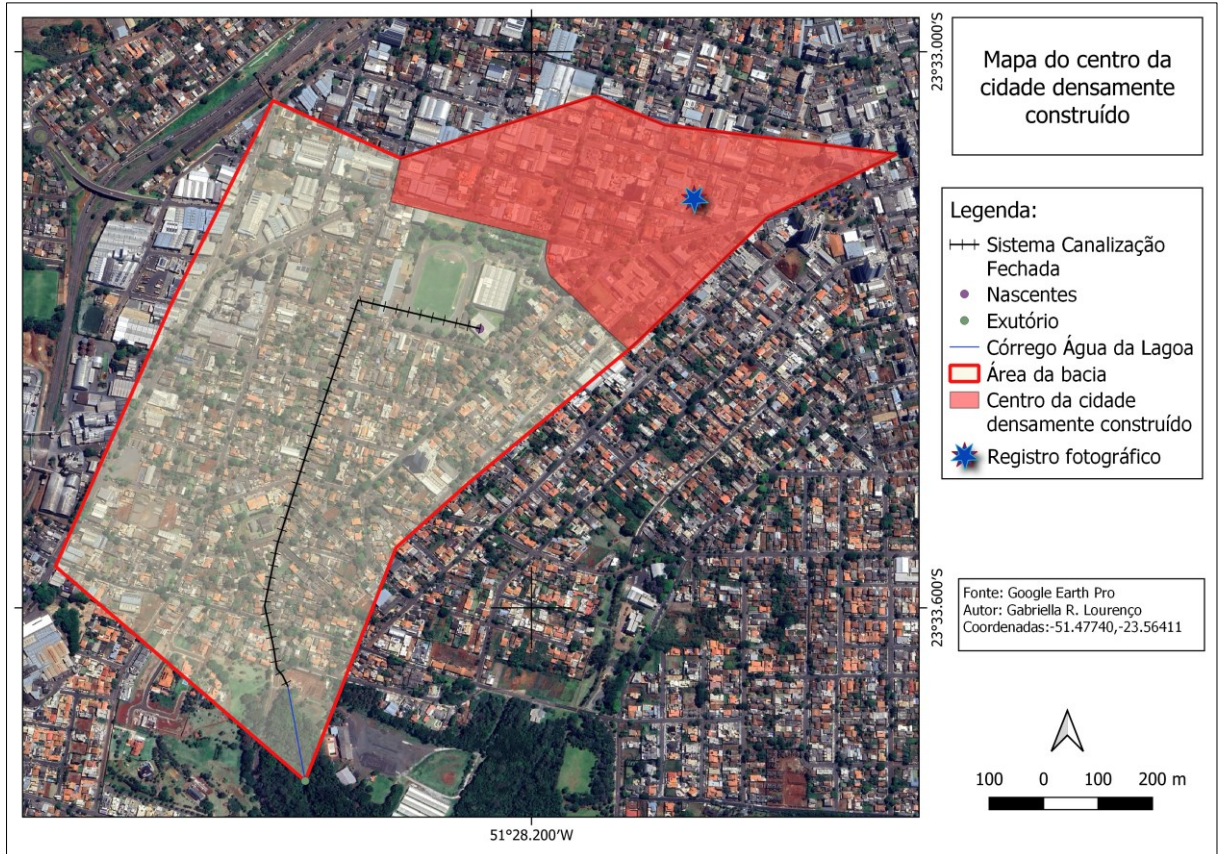 Mapa do centro da
cidade densamente
construído
23°33.000'S
Legenda:
Sistema Canalização
Fechada
Nascentes
Exutório
Córrego Água da Lagoa
Área da bacia
Centro da cidade
densamente construído
Registro fotográfico
23°33.600'S
Fonte: Google Earth Pro
Autor: Gabriella R. Lourenço
Coordenadas:-51.47740,-23.56411
100 0 100 200 m
51°28.200'W